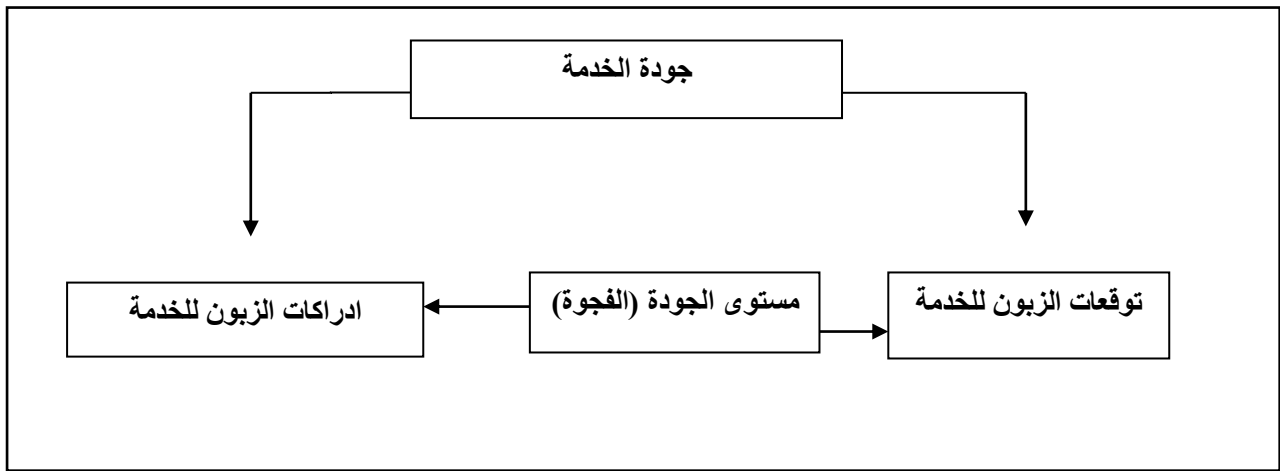 جودة الخدمة
توقعات الزبون للخدمة
مستوى الجودة (الفجوة)
ادراكات الزبون للخدمة